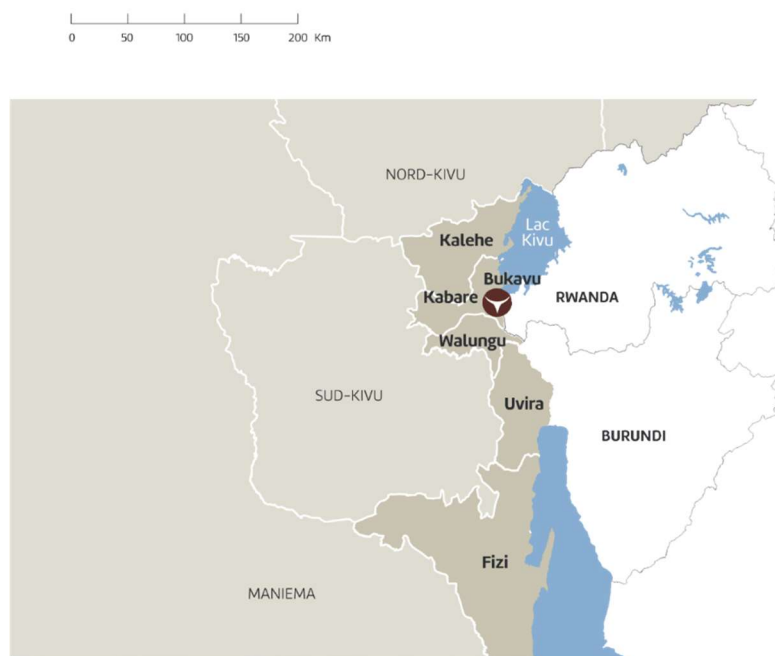 0 50 100 150 200 Km
NORD-KIVU
Lac
Kivu
Kalehe
Bukavu
Kabare
RWANDA
Walungu
SUD-KIVU
Uvira
BURUNDI
Fizi
MANIEMA